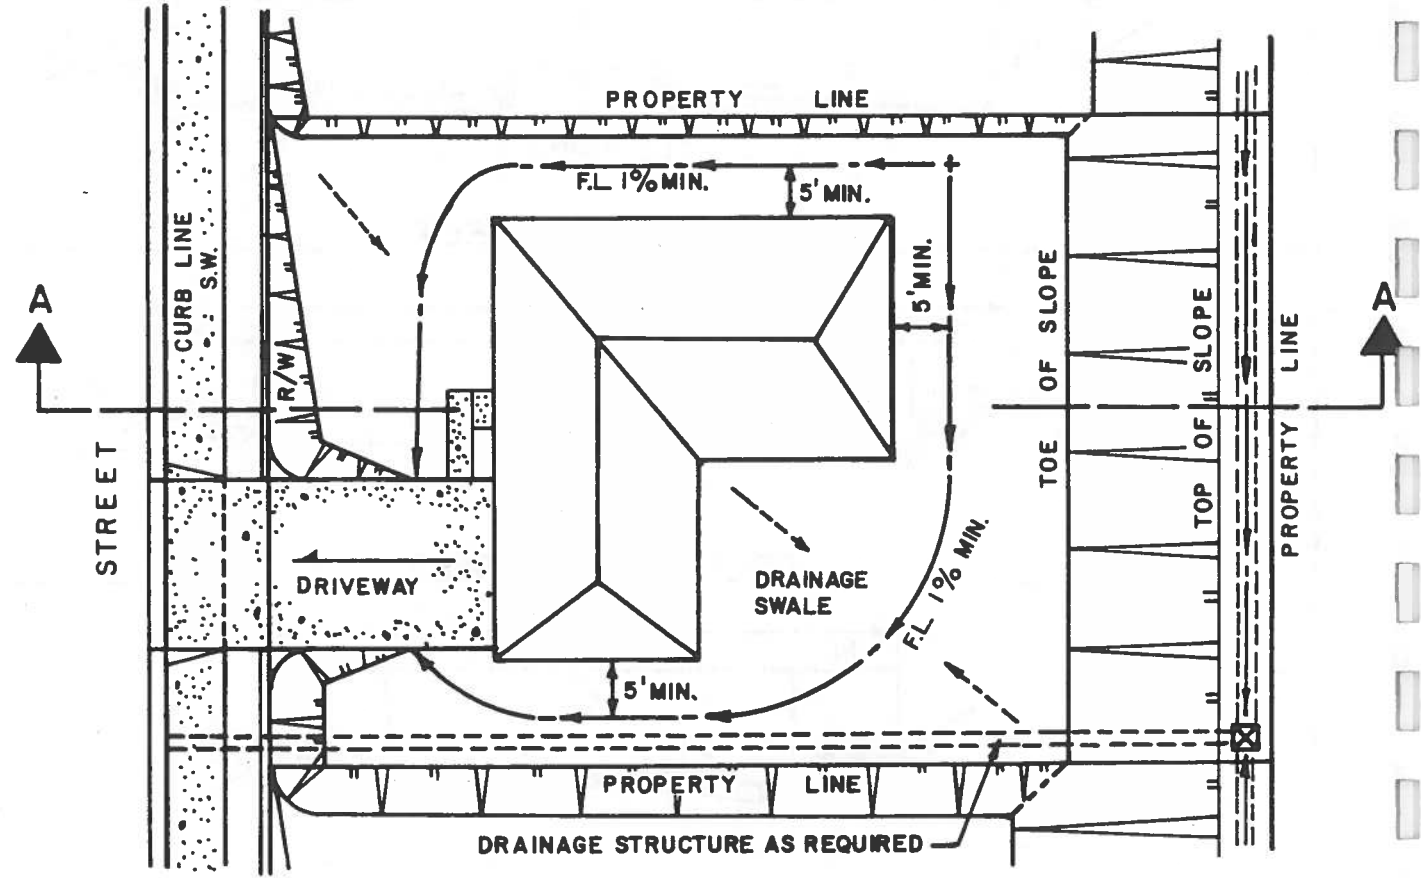 PROPERTY LINE
F.L. 1% MIN.
5' MIN.
5' MIN.
CURB LINE
S.W.
A
R/W
STREET
DRIVEWAY
TOE OF SLOPE
TOP OF SLOPE
PROPERTY LINE
A
DRAINAGE
SWALE
F.L. 1% MIN.
5' MIN.
PROPERTY LINE
DRAINAGE STRUCTURE AS REQUIRED